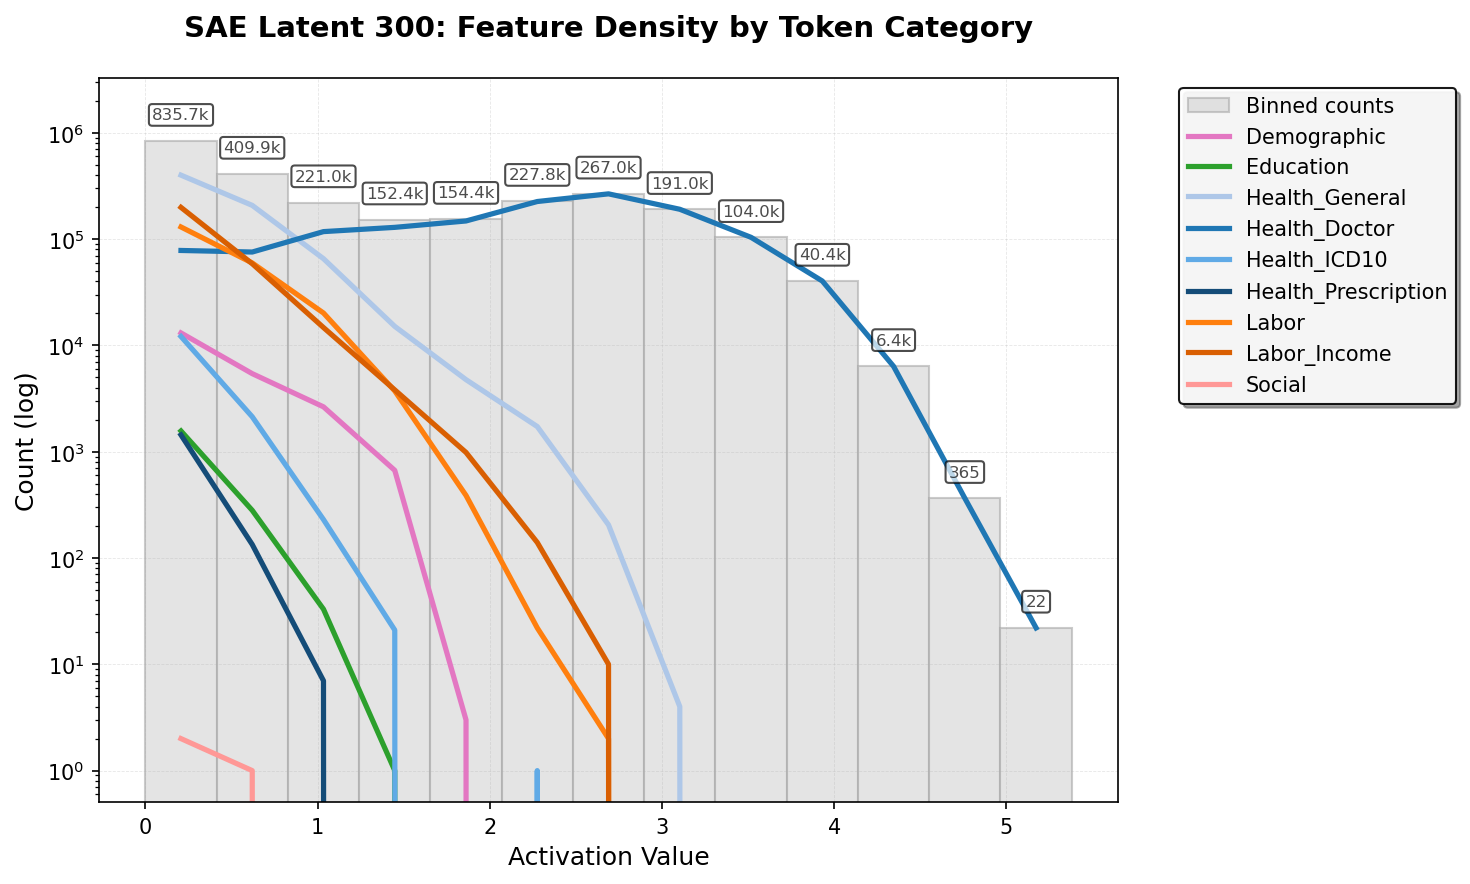 SAE Latent 300: Feature Density by Token Category
Count (log)
10⁶
10⁵
10⁴
10³
10²
10¹
10⁰
835.7k
409.9k
221.0k
152.4k
154.4k
227.8k
267.0k
191.0k
104.0k
40.4k
6.4k
365
22
0 1 2 3 4 5
Activation Value
Binned counts
Demographic
Education
Health_General
Health_Doctor
Health_ICD10
Health_Prescription
Labor
Labor_Income
Social